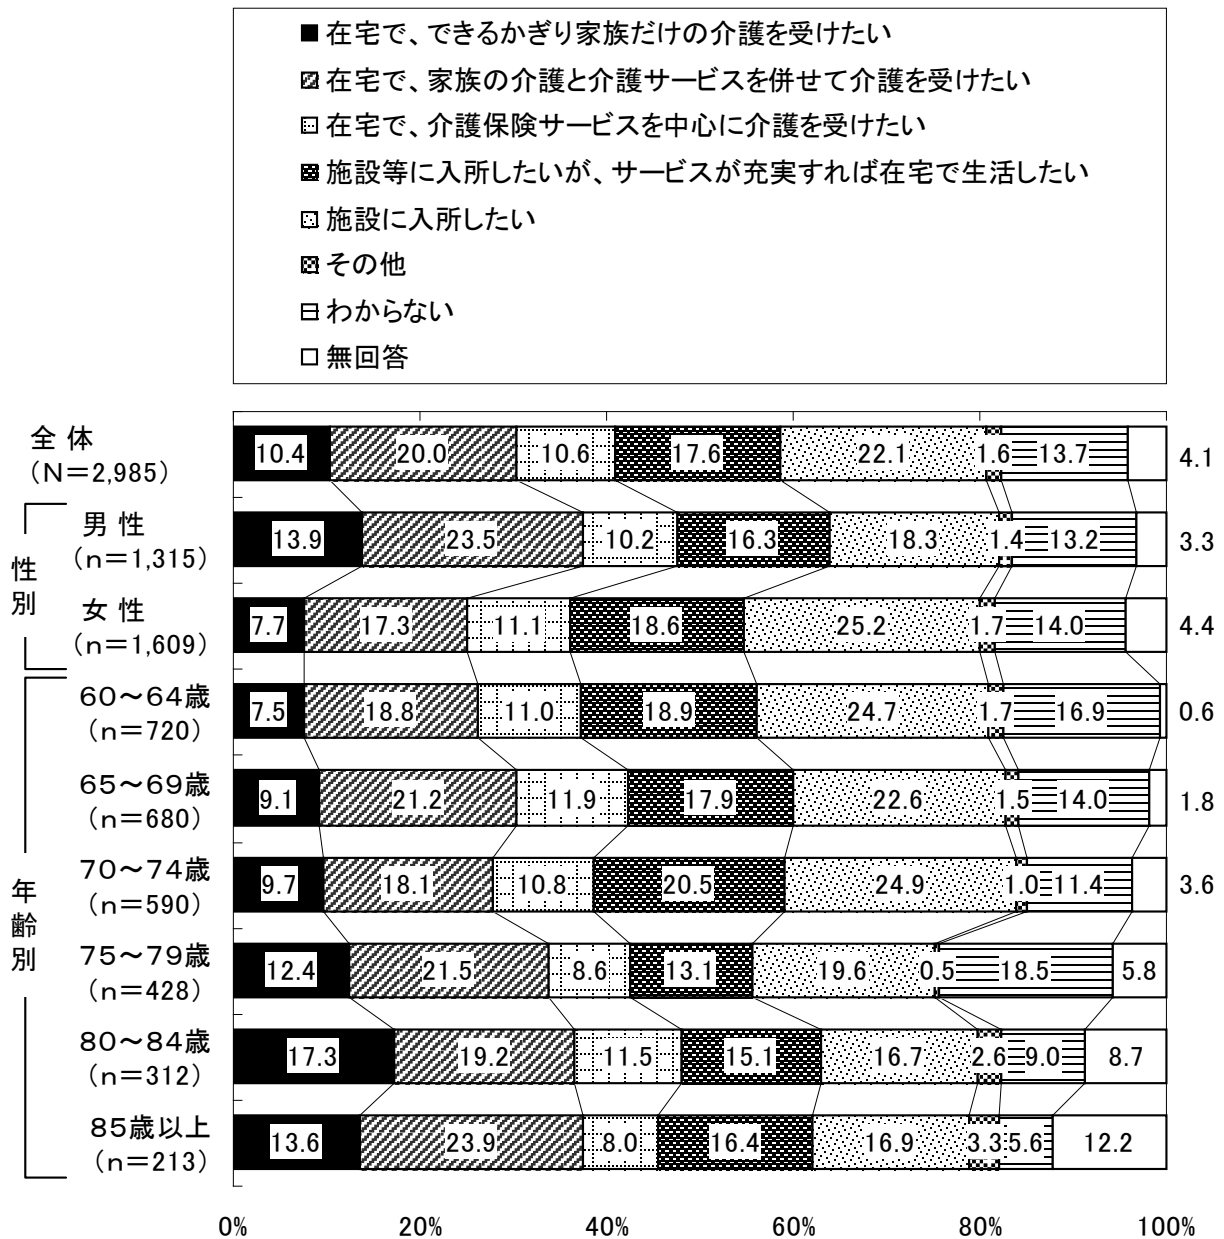 在宅で、できるかぎり家族だけの介護を受けたい
在宅で、家族の介護と介護サービスを併せて介護を受けたい
在宅で、介護保険サービスを中心に介護を受けたい
施設等に入所したいが、サービスが充実すれば在宅で生活したい
施設に入所したい
その他
わからない
無回答
全 体
（N＝2,985）
10.4 20.0 10.6 17.6 22.1 1.6 13.7 4.1
性別
男 性
（n＝1,315）
13.9 23.5 10.2 16.3 18.3 1.4 13.2 3.3
女 性
（n＝1,609）
7.7 17.3 11.1 18.6 25.2 1.7 14.0 4.4
年齢別
60～64歳
（n＝720）
7.5 18.8 11.0 18.9 24.7 1.7 16.9 0.6
65～69歳
（n＝680）
9.1 21.2 11.9 17.9 22.6 1.5 14.0 1.8
70～74歳
（n＝590）
9.7 18.1 10.8 20.5 24.9 1.0 11.4 3.6
75～79歳
（n＝428）
12.4 21.5 8.6 13.1 19.6 0.5 18.5 5.8
80～84歳
（n＝312）
17.3 19.2 11.5 15.1 16.7 2.6 9.0 8.7
85歳以上
（n＝213）
13.6 23.9 8.0 16.4 16.9 3.3 5.6 12.2
0% 20% 40% 60% 80% 100%